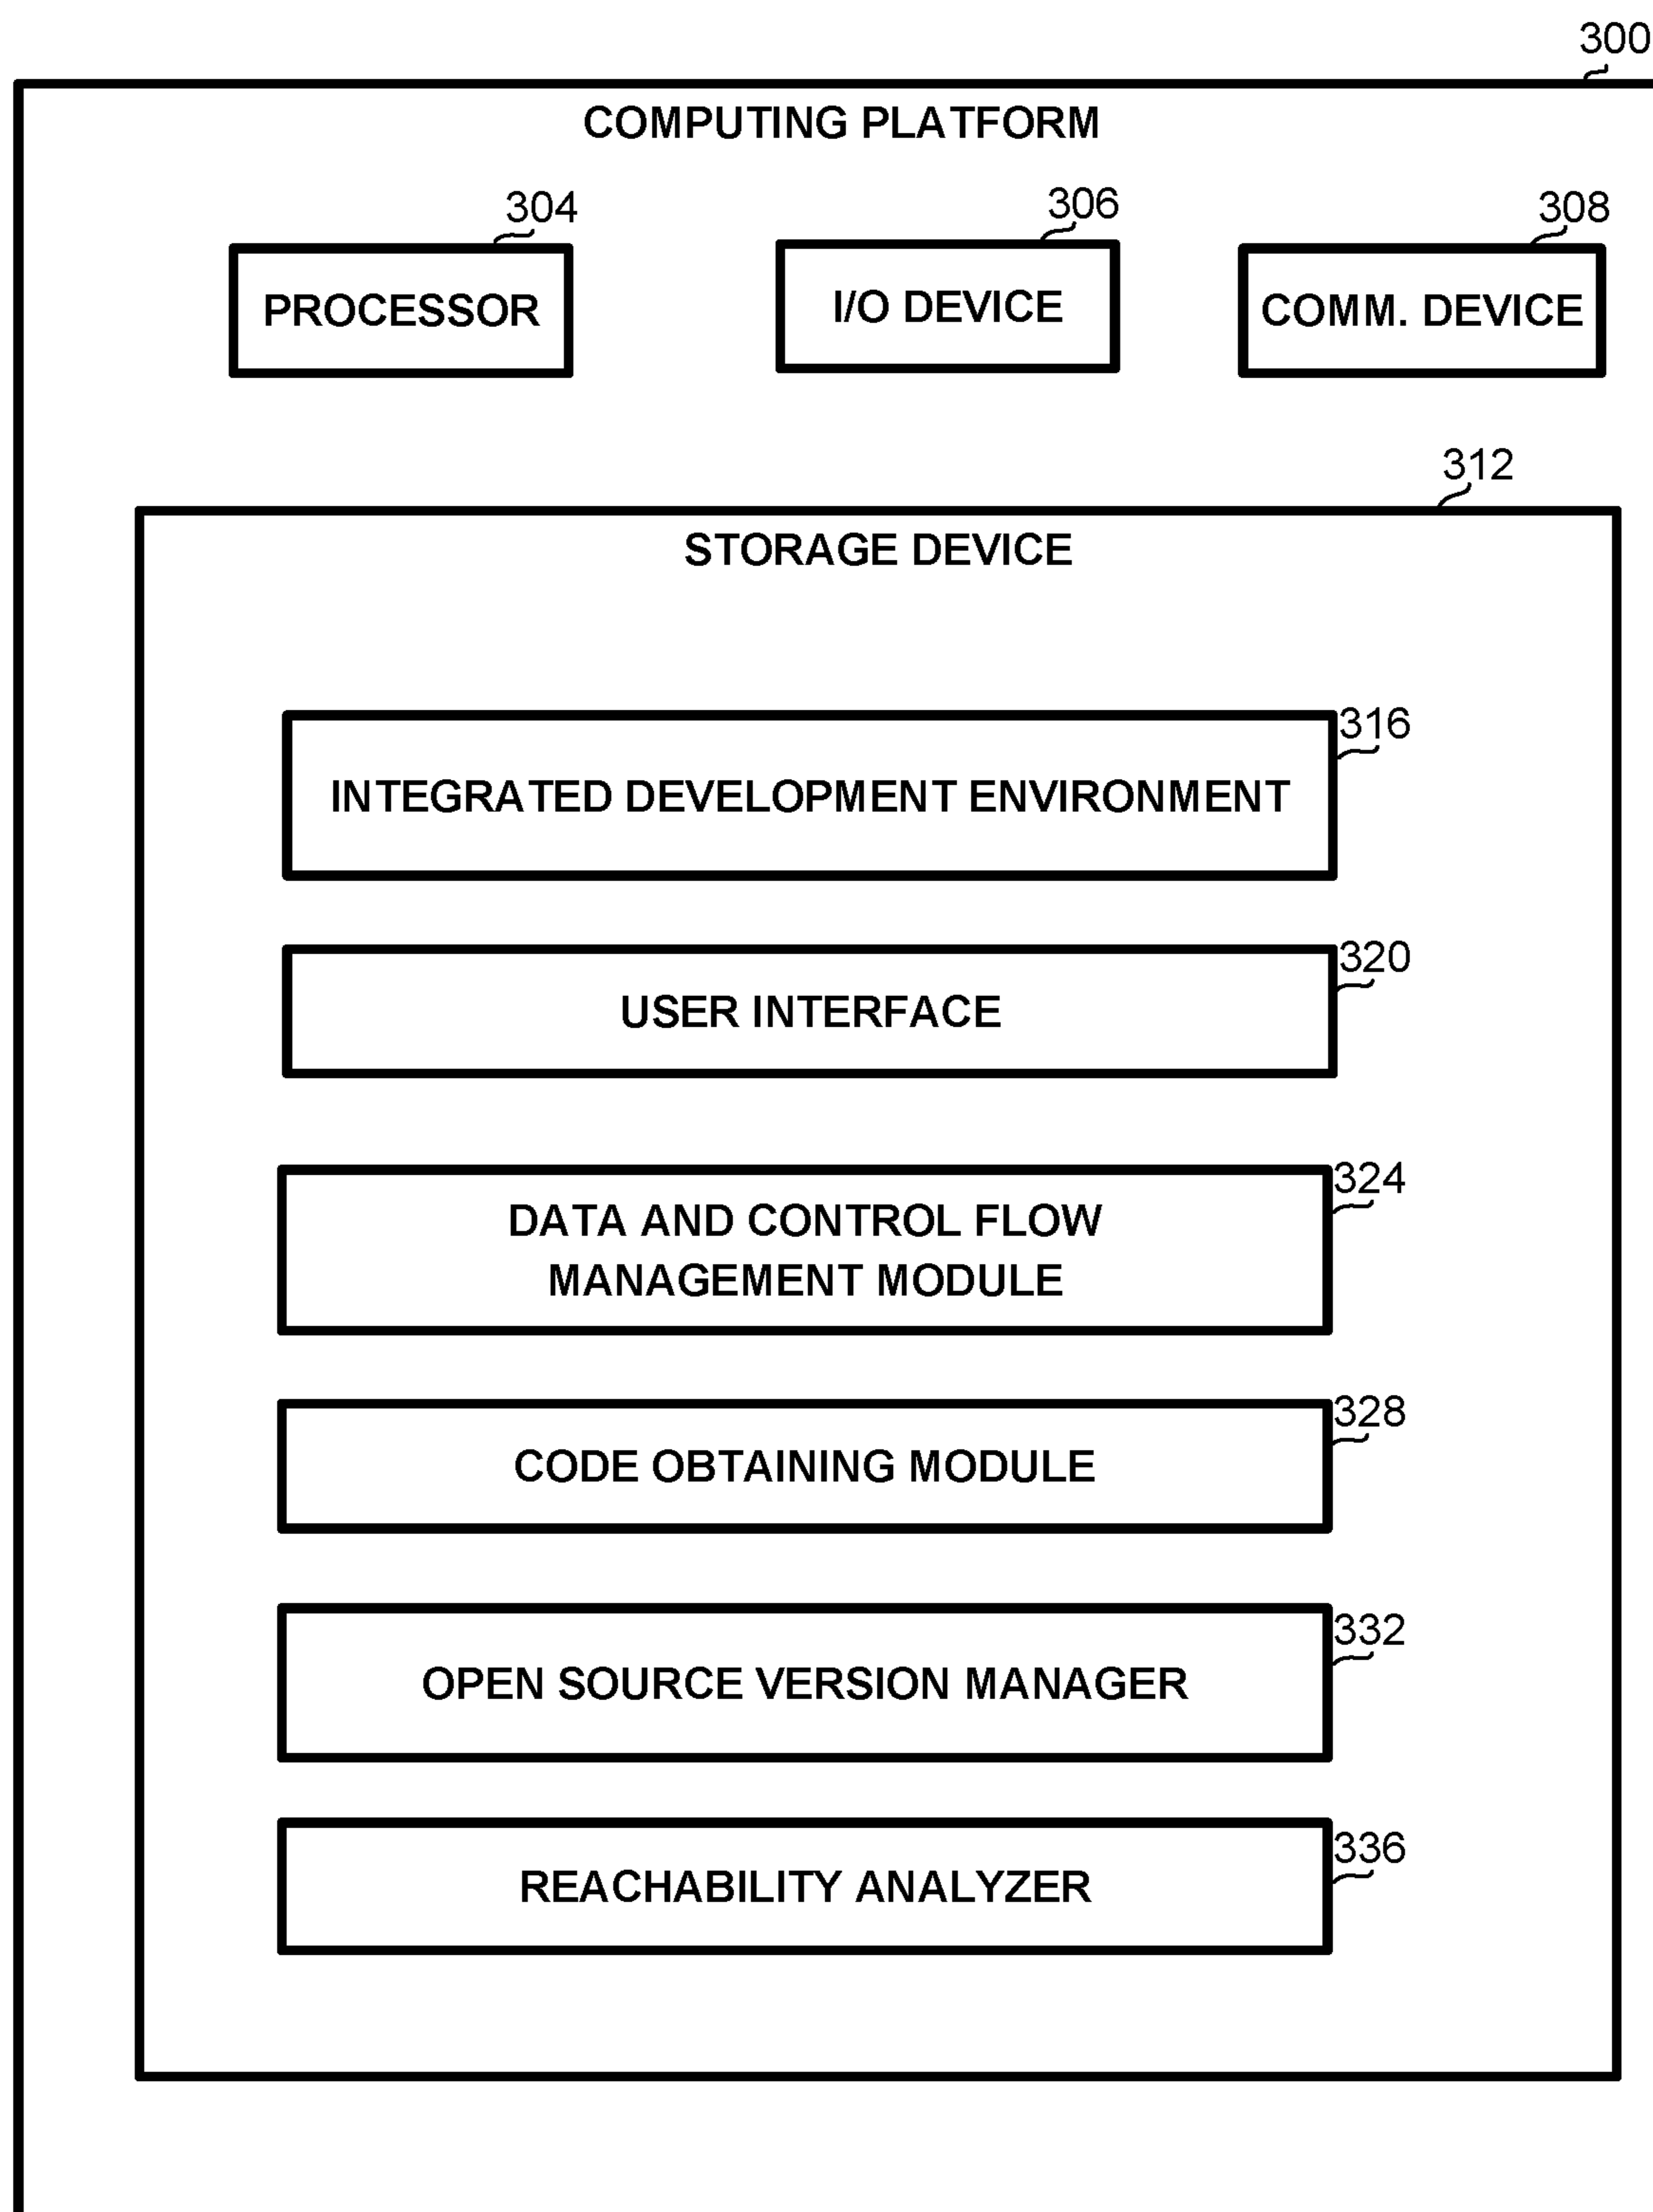 300
COMPUTING PLATFORM
304
306
308
PROCESSOR
I/O DEVICE
COMM. DEVICE
312
STORAGE DEVICE
316
INTEGRATED DEVELOPMENT ENVIRONMENT
320
USER INTERFACE
324
DATA AND CONTROL FLOW
MANAGEMENT MODULE
328
CODE OBTAINING MODULE
332
OPEN SOURCE VERSION MANAGER
336
REACHABILITY ANALYZER